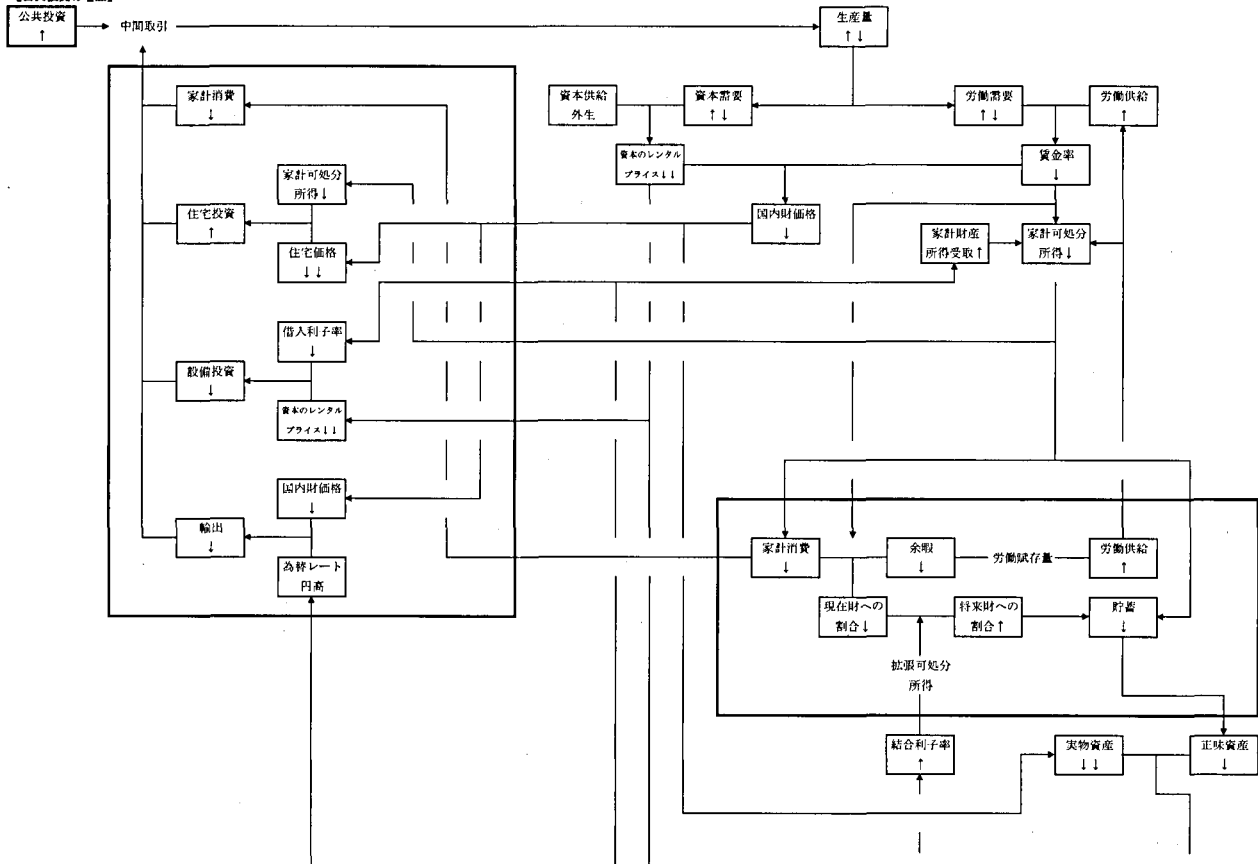 公共投資
↑
中間取引
生産量
↑↓
家計消費
↓
資本供給
外生
資本需要
↑↓
労働需要
↑↓
労働供給
↑
資本のレンタル
プライス↓↓
賃金率
↓
家計可処分
所得↓
住宅投資
↑
住宅価格
↓↓
国内財価格
↓
家計財産
所得受取↑
家計可処分
所得↓
借入利子率
↓
設備投資
↓
資本のレンタル
プライス↓↓
国内財価格
↓
輸出
↓
為替レート
円高
家計消費
↓
余暇
↓
労働賦存量
労働供給
↑
現在財への
割合↓
将来財への
割合↑
貯蓄
↓
拡張可処分
所得
結合利子率
↑
実物資産
↓↓
正味資産
↓